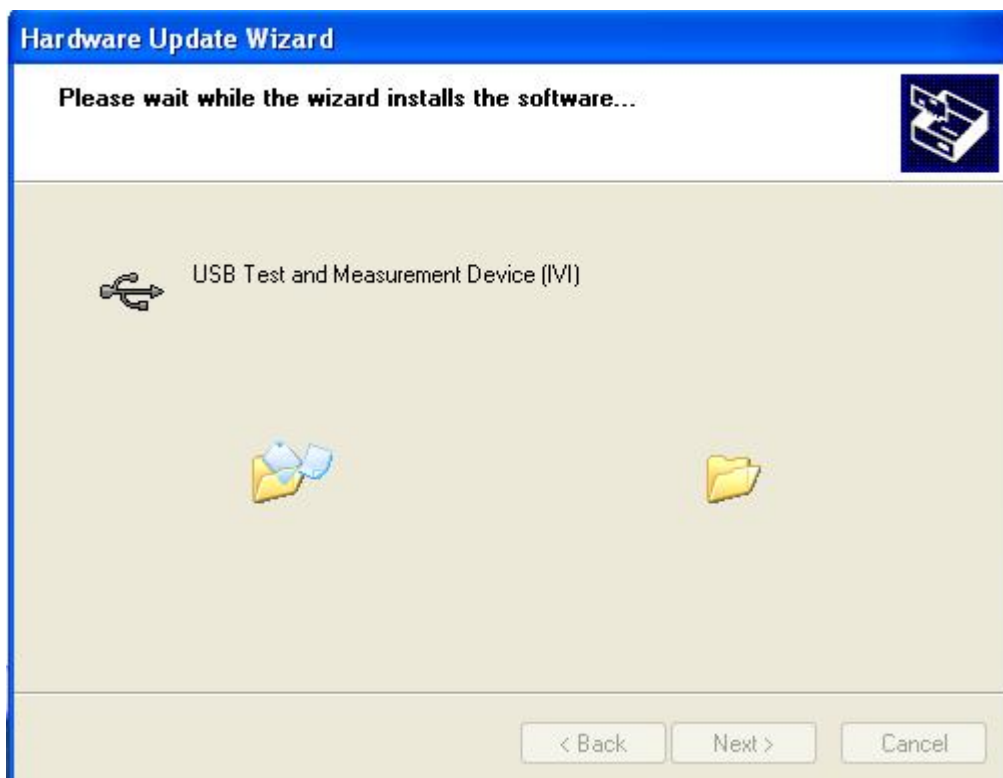 Hardware Update Wizard
Please wait while the wizard installs the software...
USB Test and Measurement Device (IVI)
< Back
Next >
Cancel